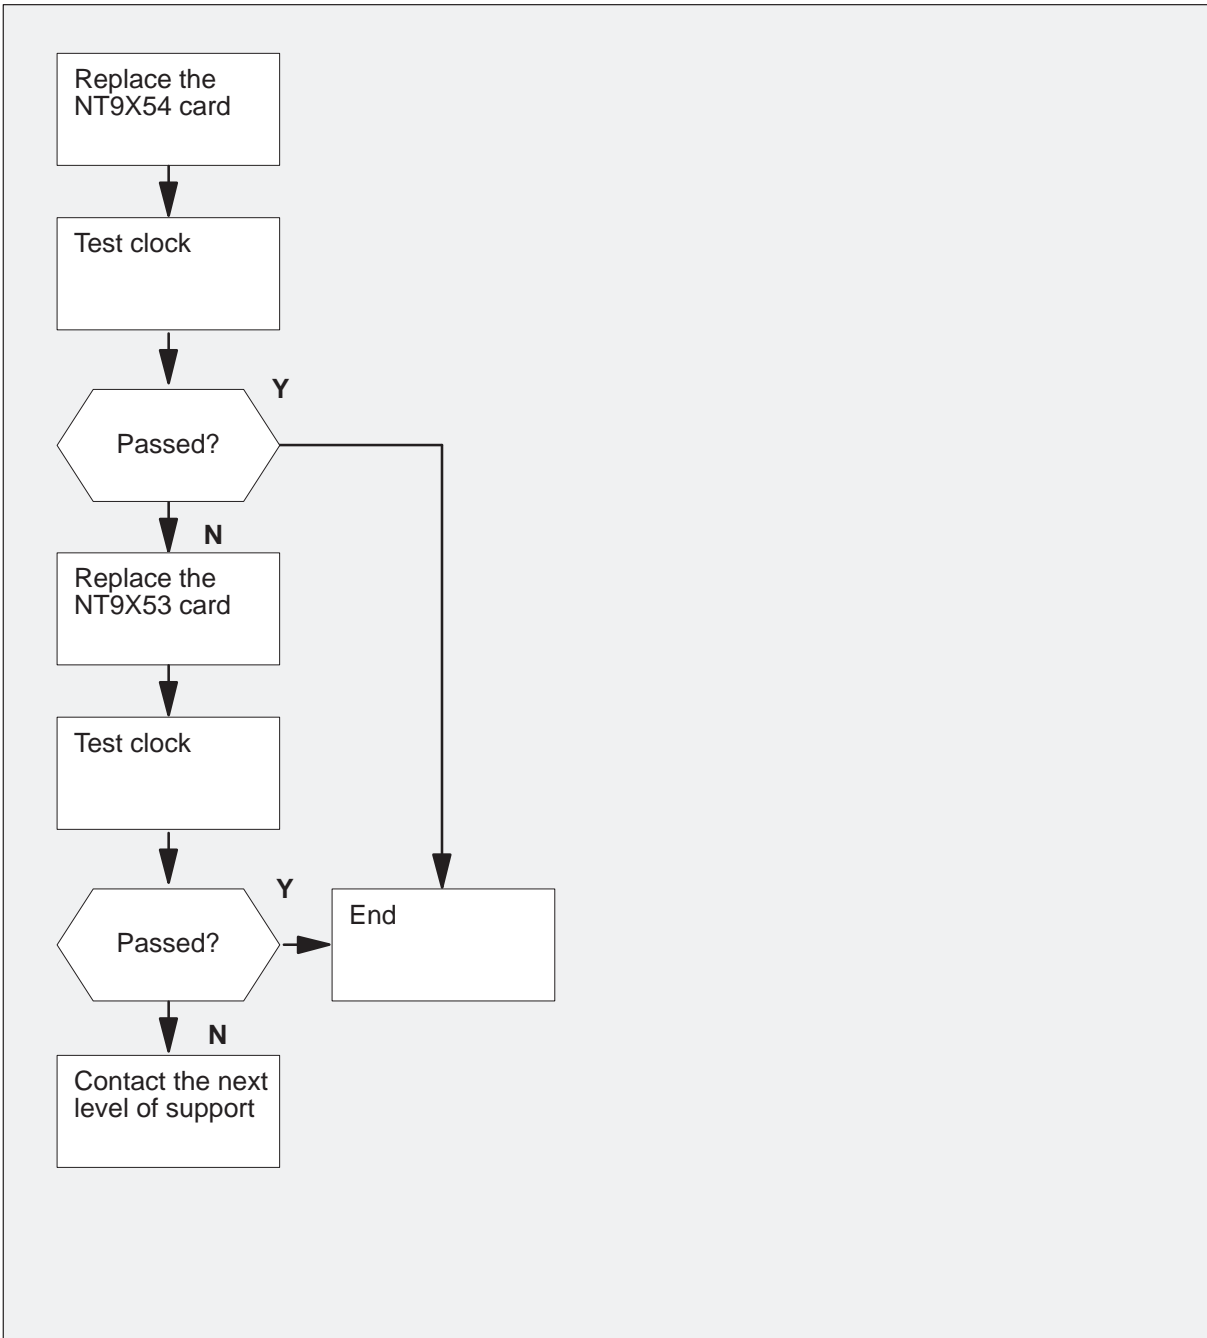 Replace the
NT9X54 card
Test clock
Y
Passed?
N
Replace the
NT9X53 card
Test clock
Y
Passed?
End
N
Contact the next
level of support